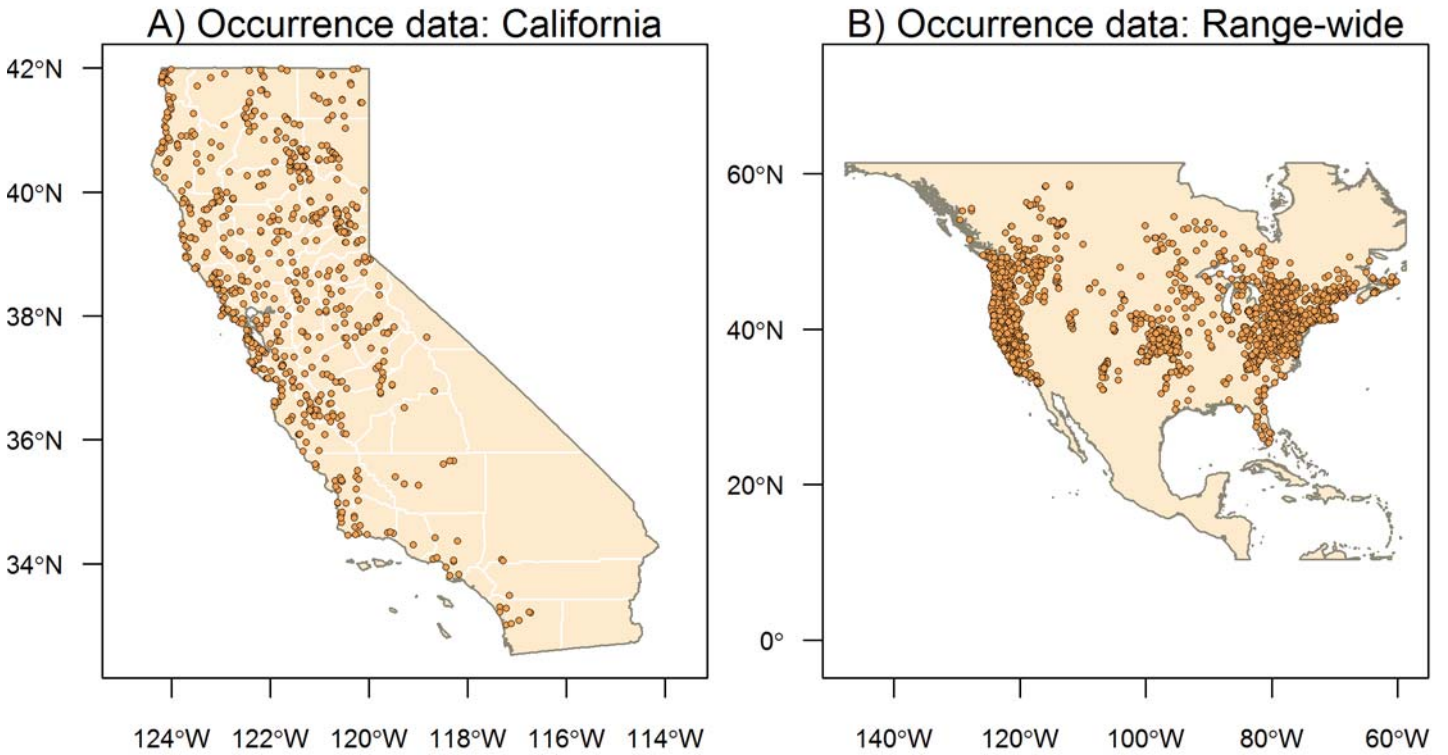 A) Occurrence data: California
42°N
40°N
38°N
36°N
34°N
124°W 122°W 120°W 118°W 116°W 114°W
B) Occurrence data: Range-wide
60°N
40°N
20°N
0°
140°W 120°W 100°W 80°W 60°W